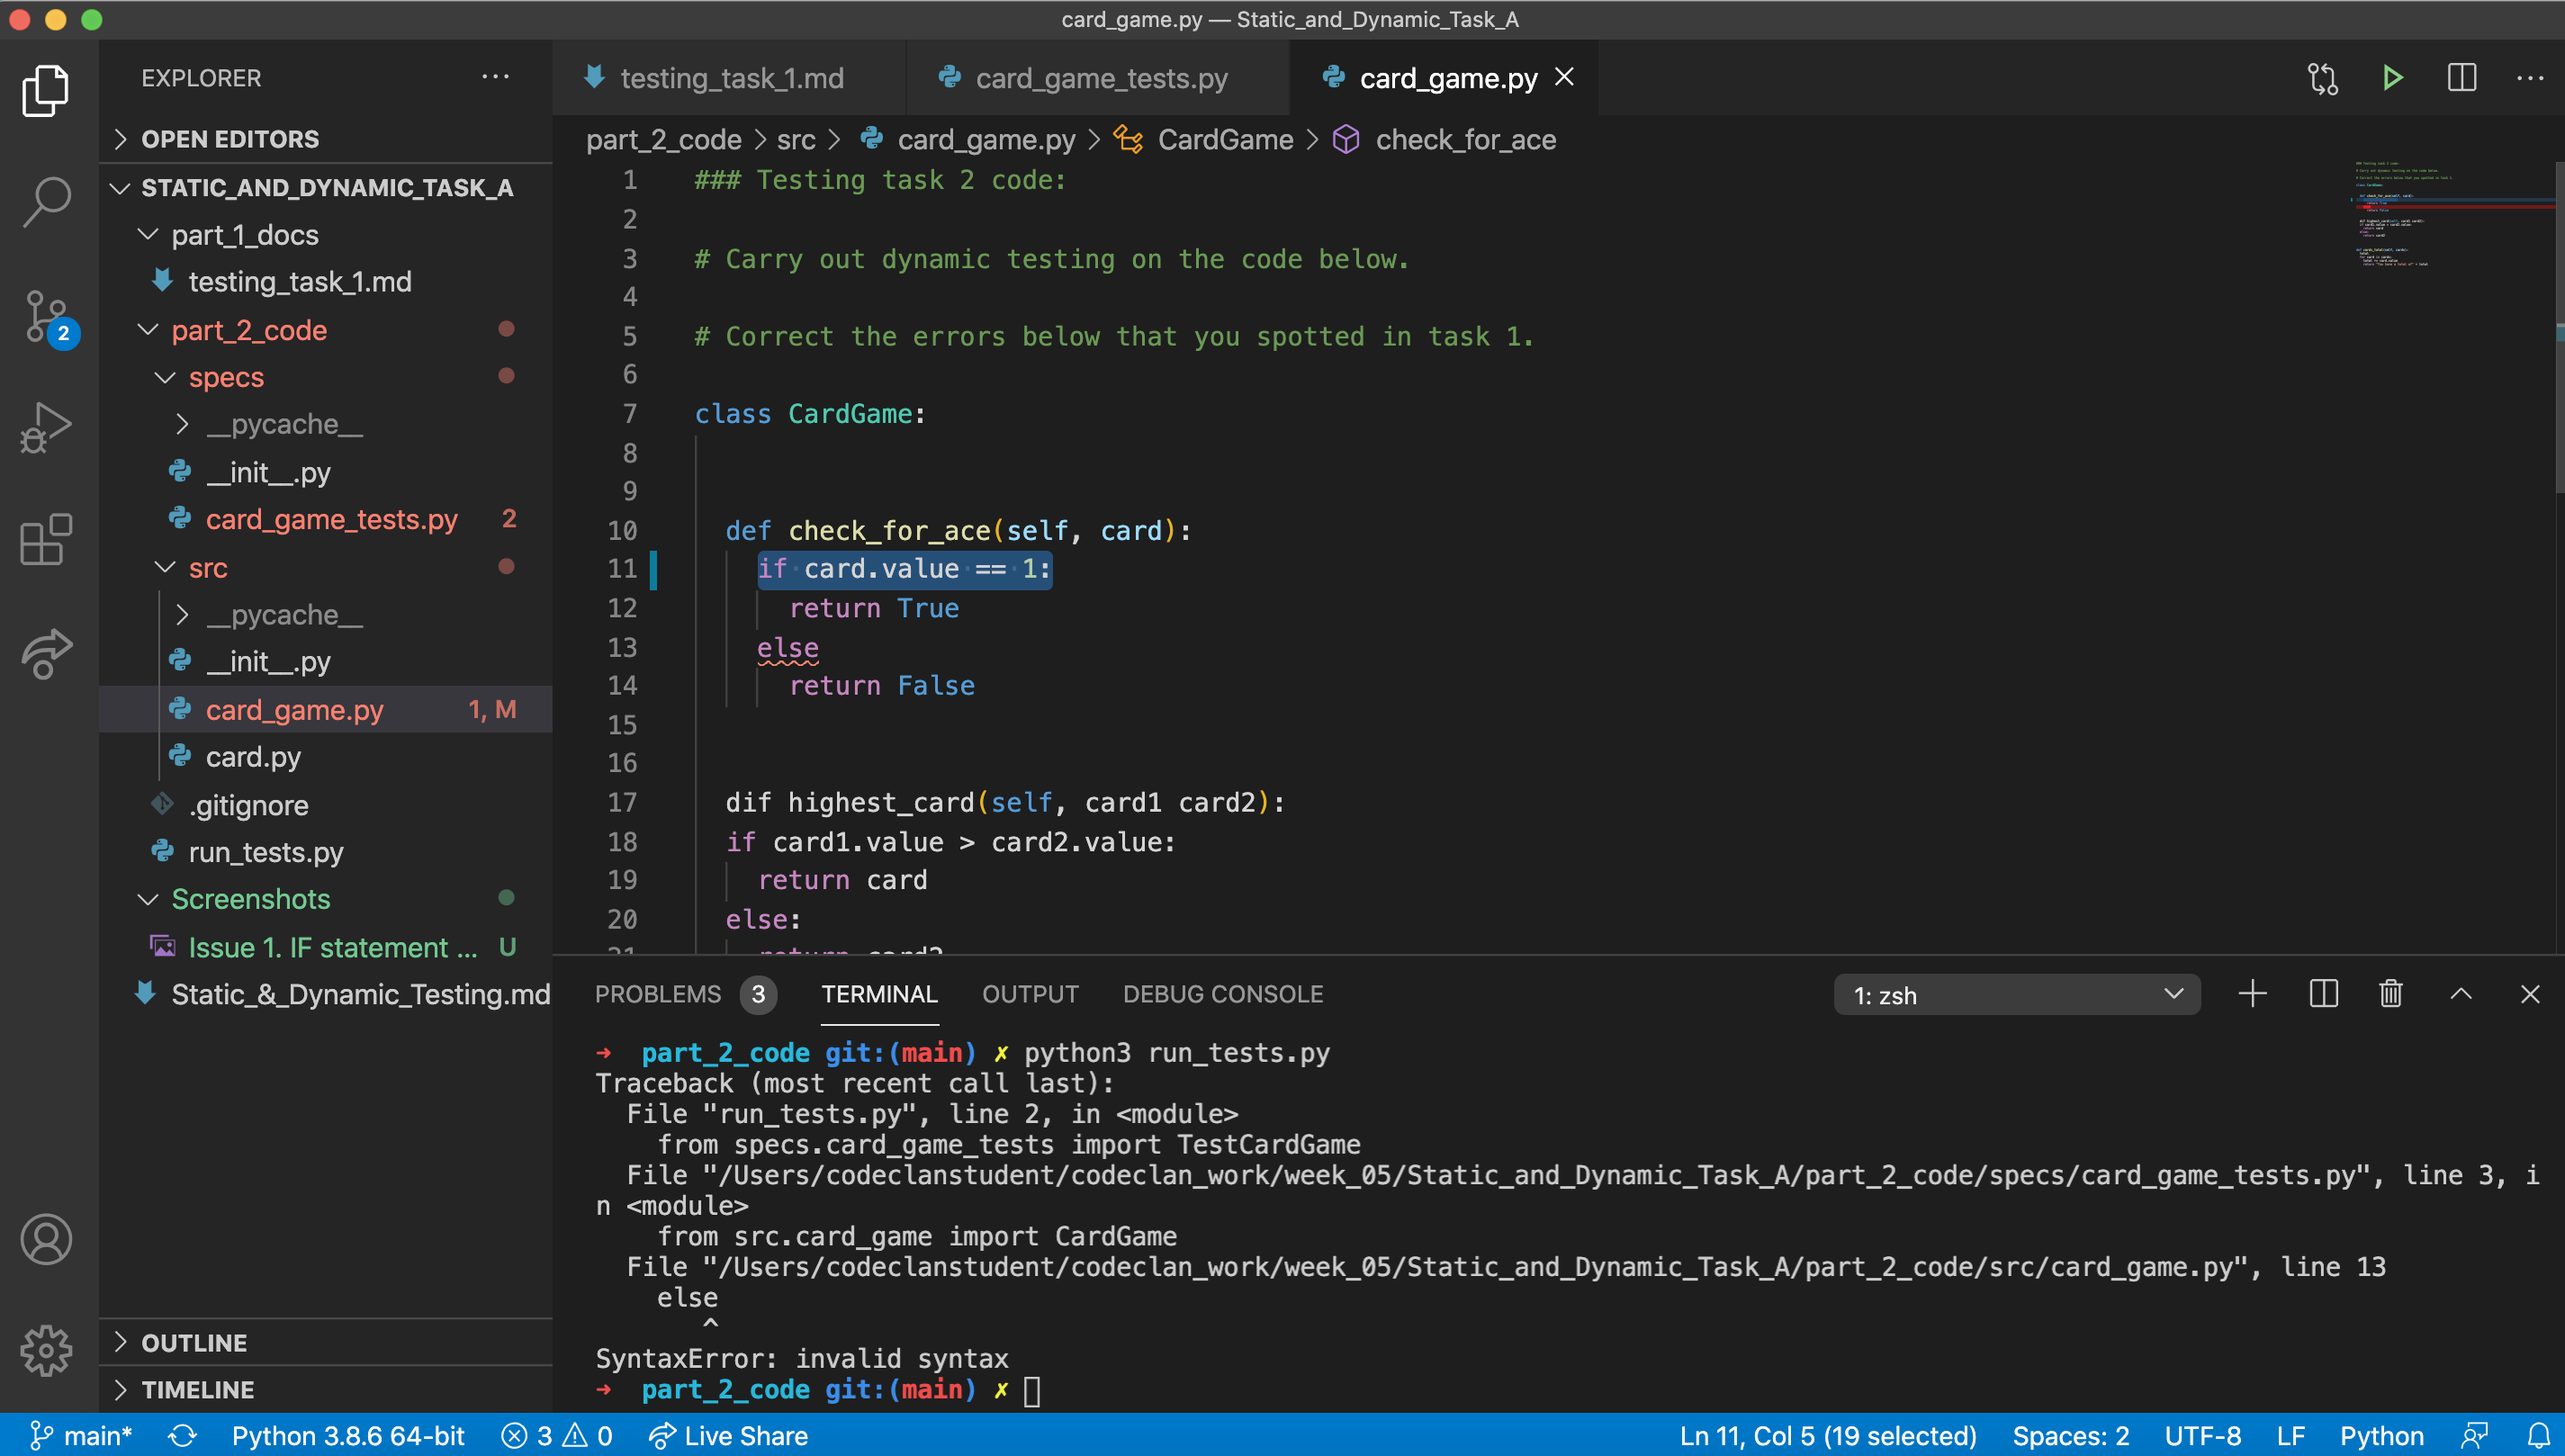 card_game.py — Static_and_Dynamic_Task_A
EXPLORER
OPEN EDITORS
STATIC_AND_DYNAMIC_TASK_A
part_1_docs
testing_task_1.md
part_2_code
specs
__pycache__
__init__.py
card_game_tests.py 2
src
__pycache__
__init__.py
card_game.py 1, M
card.py
.gitignore
run_tests.py
Screenshots
Issue 1. IF statement ... U
Static_&_Dynamic_Testing.md
OUTLINE
TIMELINE
2
testing_task_1.md card_game_tests.py card_game.py
part_2_code > src > card_game.py > CardGame > check_for_ace
1 ### Testing task 2 code:
2
3 # Carry out dynamic testing on the code below.
4
5 # Correct the errors below that you spotted in task 1.
6
7 class CardGame:
8
9
10 def check_for_ace(self, card):
11 if card.value == 1:
12 return True
13 else
14 return False
15
16
17 dif highest_card(self, card1 card2):
18 if card1.value > card2.value:
19 return card
20 else:
21 return card2
PROBLEMS 3 TERMINAL OUTPUT DEBUG CONSOLE 1: zsh
→ part_2_code git:(main) ✗ python3 run_tests.py
Traceback (most recent call last):
File "run_tests.py", line 2, in <module>
from specs.card_game_tests import TestCardGame
File "/Users/codeclanstudent/codeclan_work/week_05/Static_and_Dynamic_Task_A/part_2_code/specs/card_game_tests.py", line 3, i
n <module>
from src.card_game import CardGame
File "/Users/codeclanstudent/codeclan_work/week_05/Static_and_Dynamic_Task_A/part_2_code/src/card_game.py", line 13
else
^
SyntaxError: invalid syntax
→ part_2_code git:(main) ✗
main* Python 3.8.6 64-bit 3 0 Live Share Ln 11, Col 5 (19 selected) Spaces: 2 UTF-8 LF Python